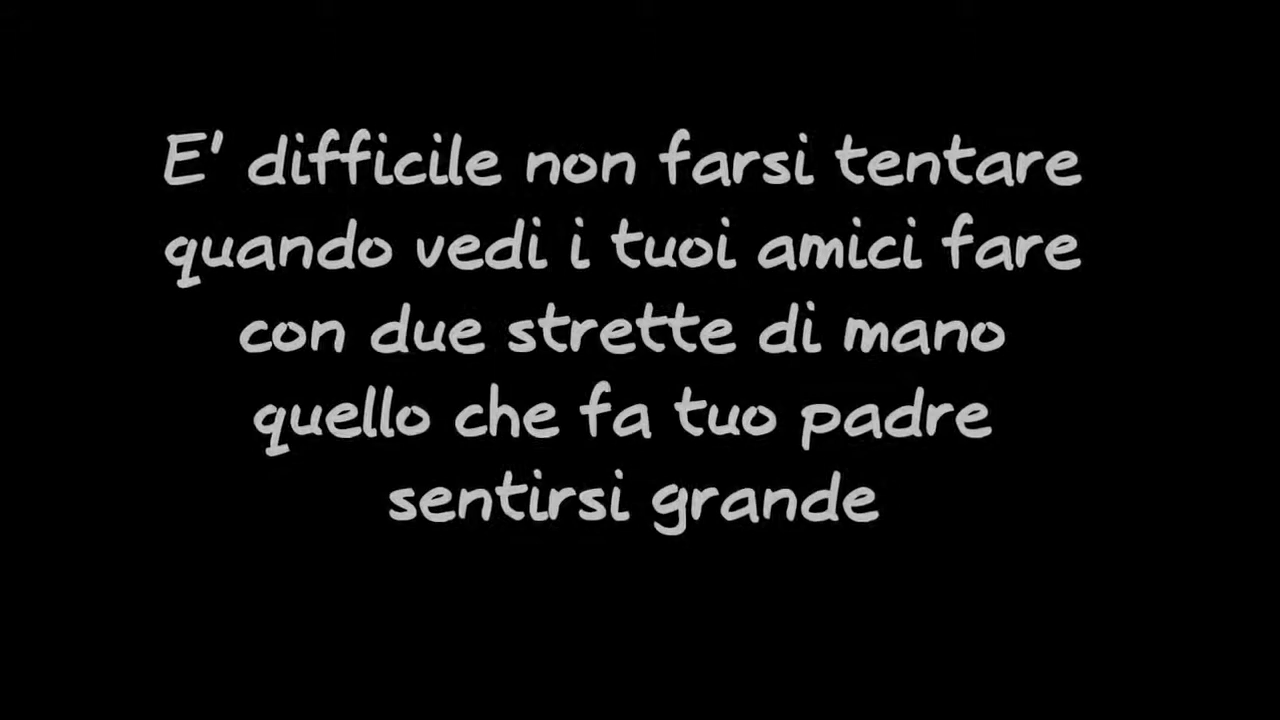 E' difficile non farsi tentare
quando vedi i tuoi amici fare
con due strette di mano
quello che fa tuo padre
sentirsi grande